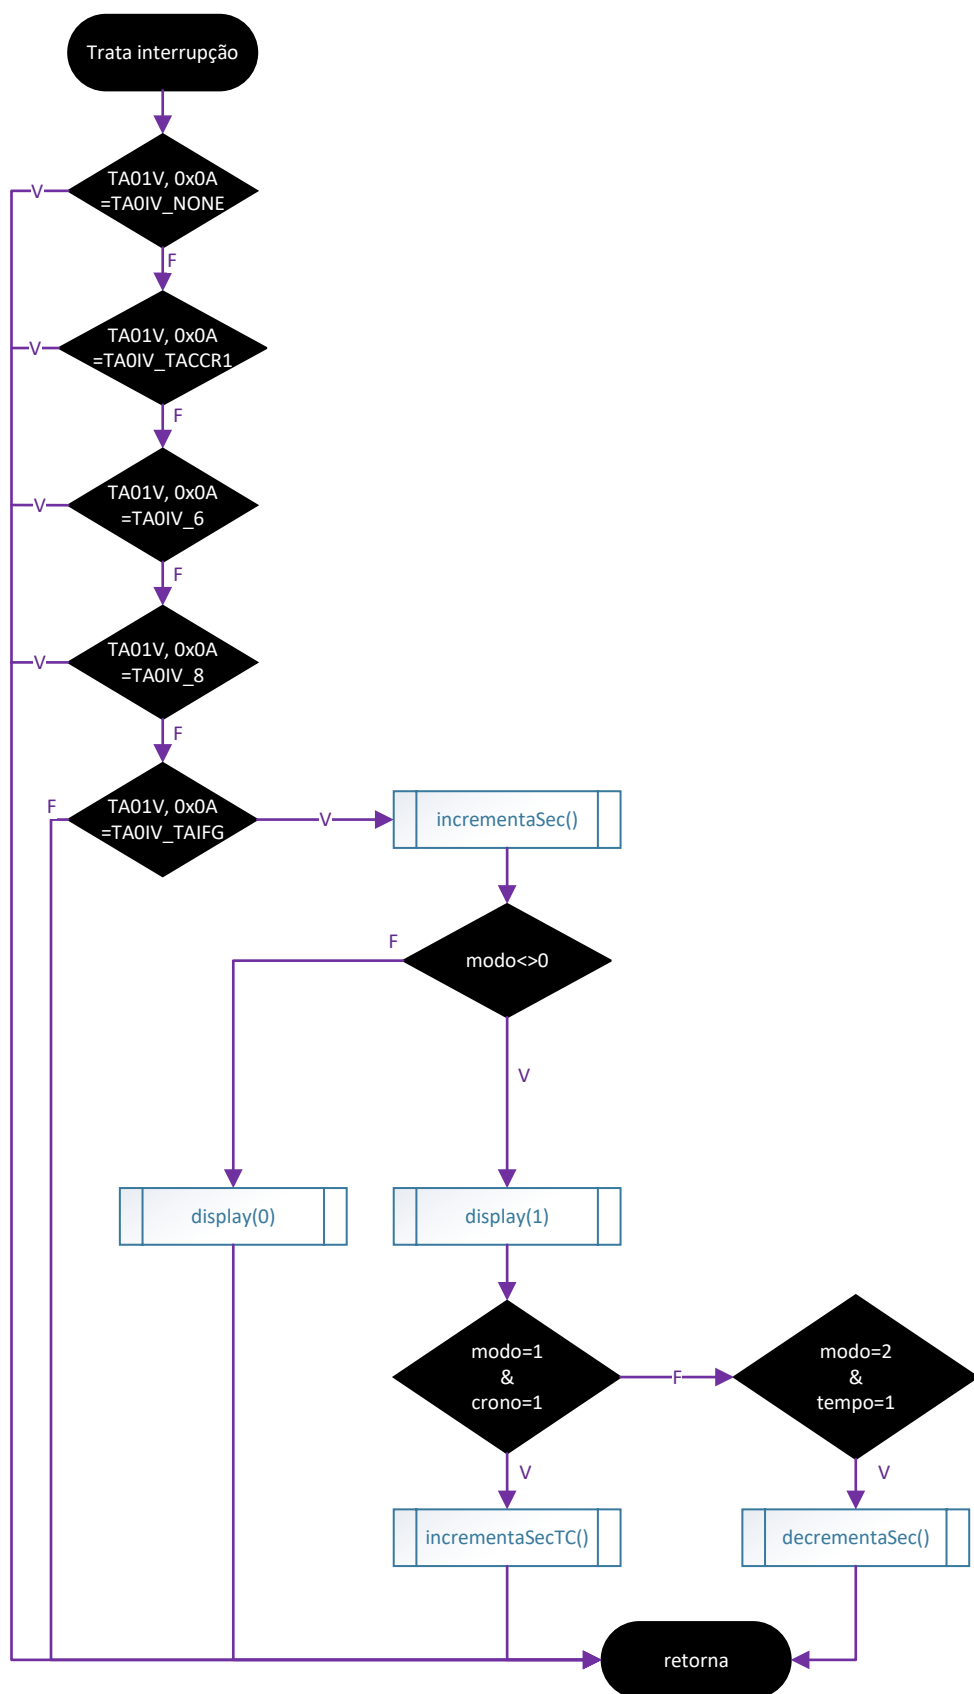 Trata interrupção
TA01V, 0x0A
=TA0IV_NONE
V
F
TA01V, 0x0A
=TA0IV_TACCR1
V
F
TA01V, 0x0A
=TA0IV_6
V
F
TA01V, 0x0A
=TA0IV_8
V
F
TA01V, 0x0A
=TA0IV_TAIFG
F
V
incrementaSec()
modo<>0
F
V
display(0)
display(1)
modo=1
&
crono=1
F
modo=2
&
tempo=1
V
V
incrementaSecTC()
decrementaSec()
retorna